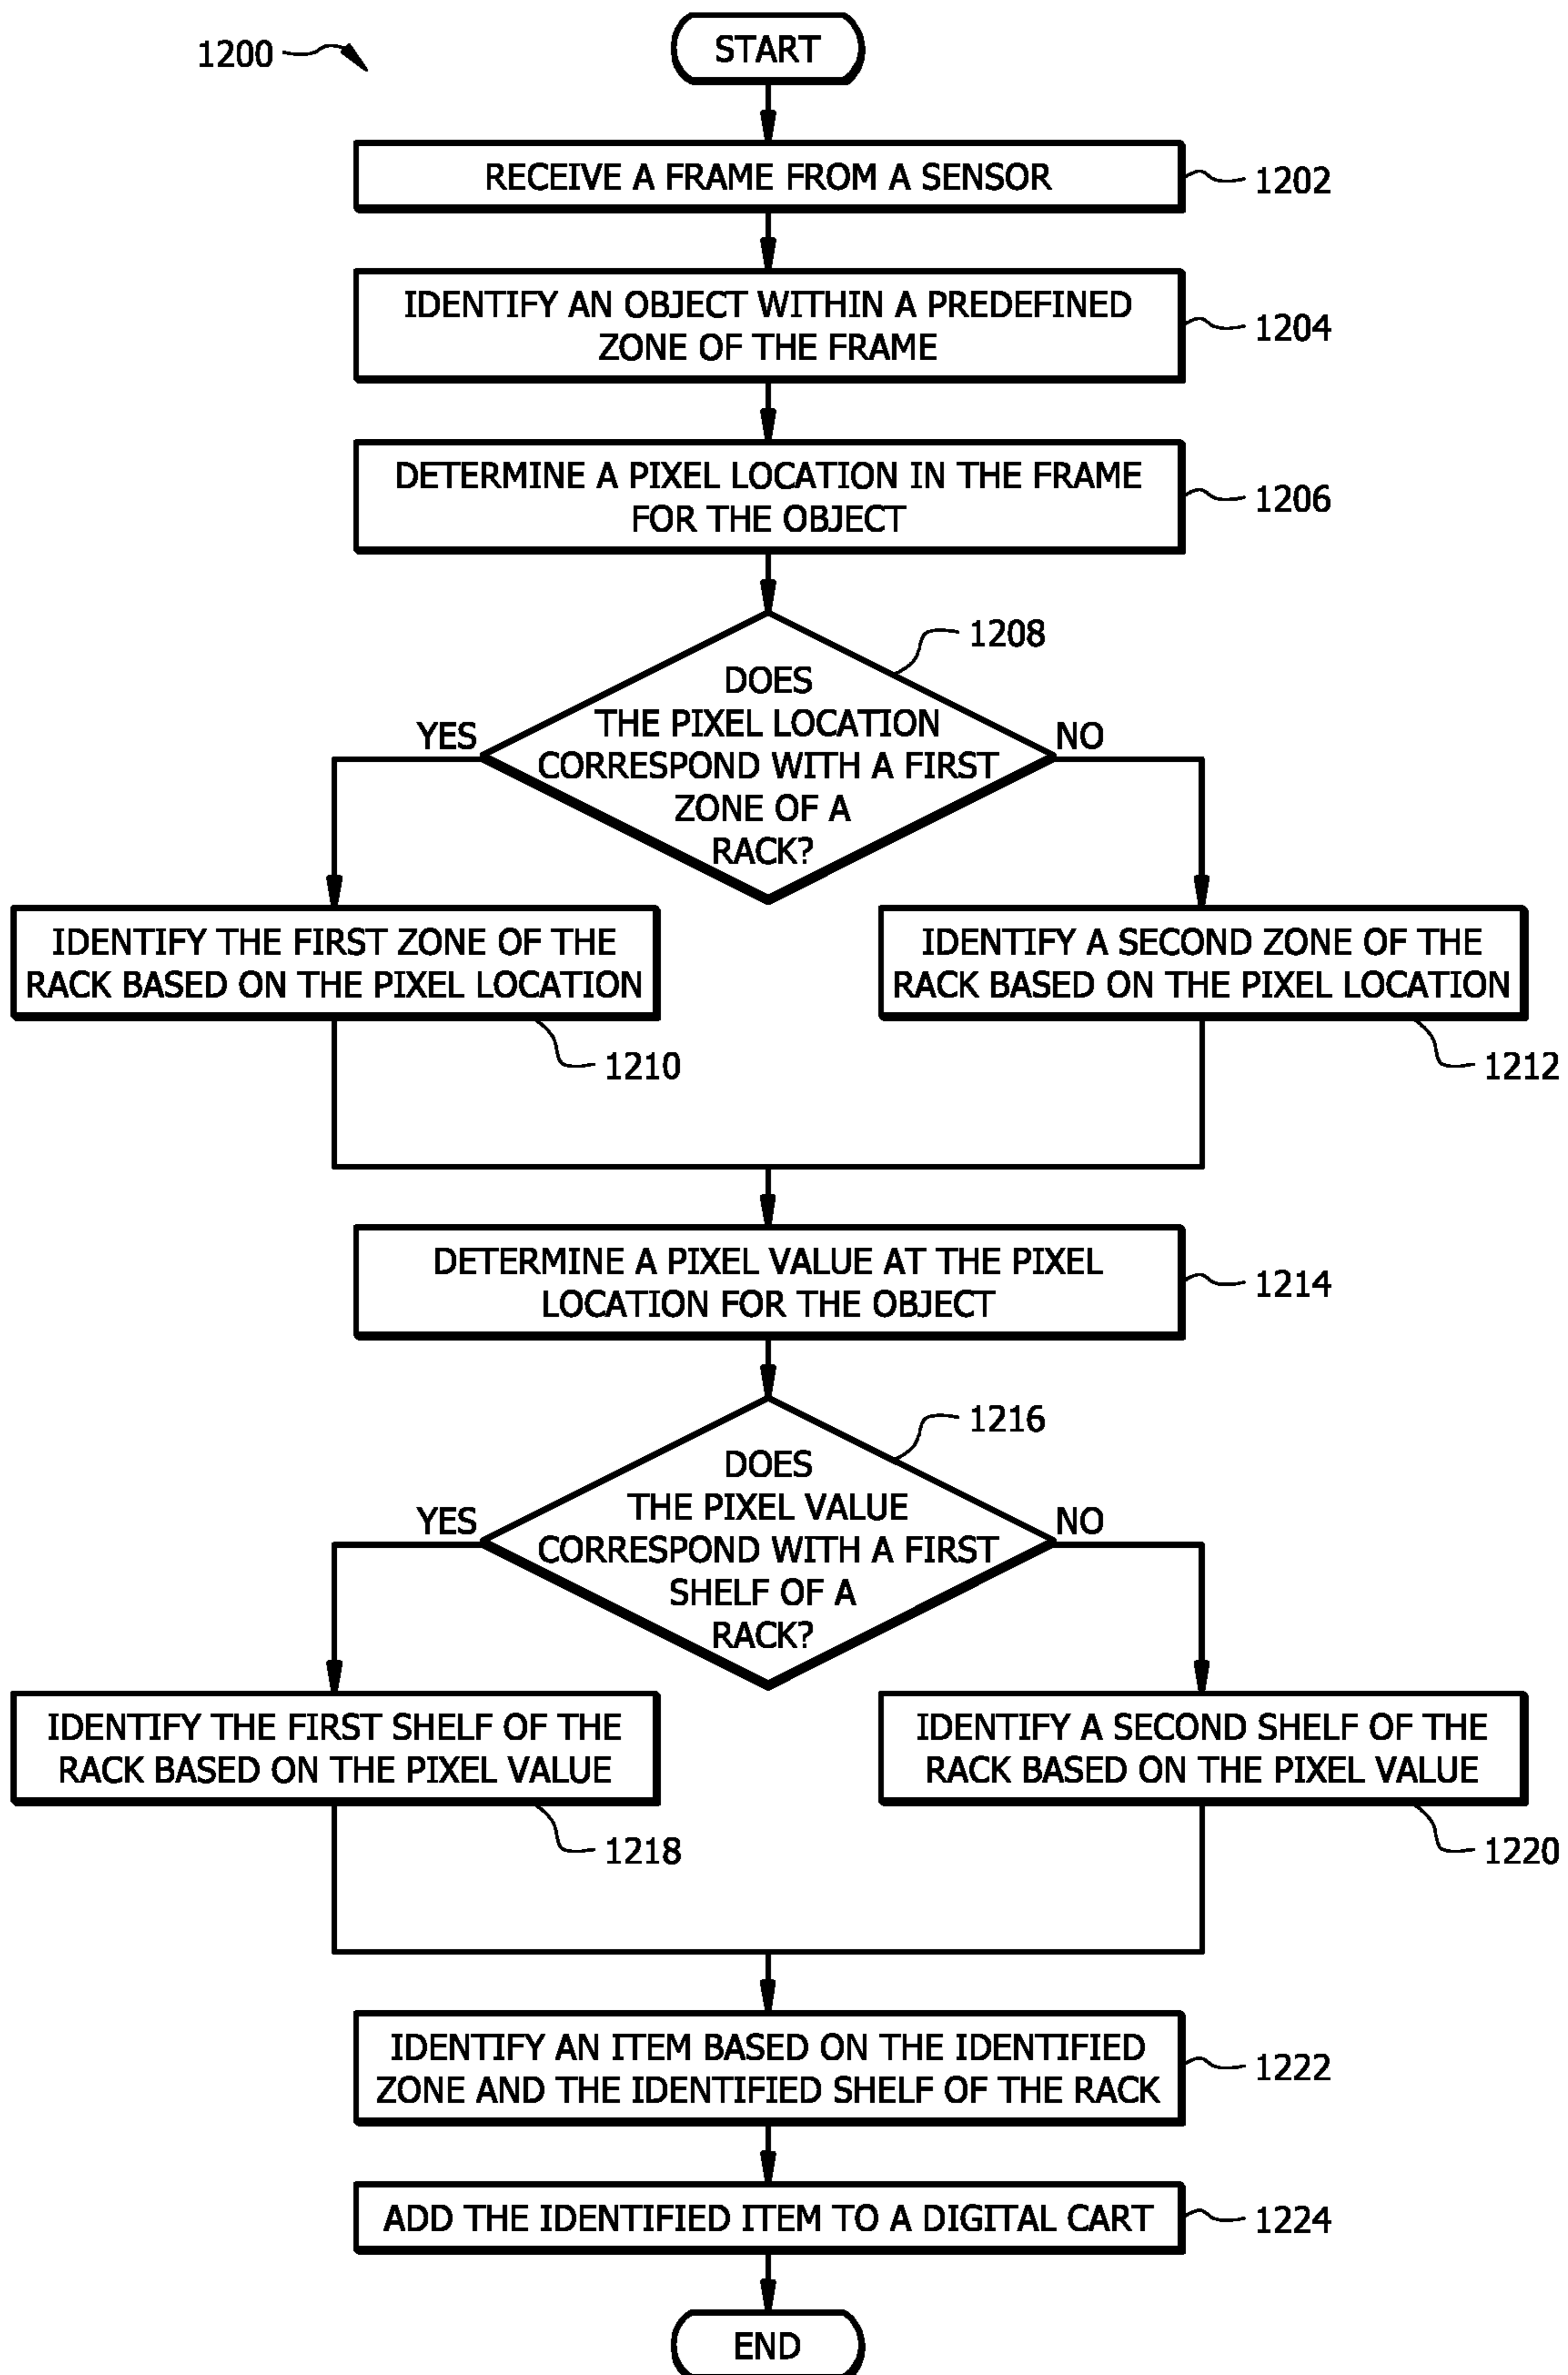 1200
START
RECEIVE A FRAME FROM A SENSOR
1202
IDENTIFY AN OBJECT WITHIN A PREDEFINED
ZONE OF THE FRAME
1204
DETERMINE A PIXEL LOCATION IN THE FRAME
FOR THE OBJECT
1206
1208
DOES
THE PIXEL LOCATION
CORRESPOND WITH A FIRST
ZONE OF A
RACK?
YES
NO
IDENTIFY THE FIRST ZONE OF THE
RACK BASED ON THE PIXEL LOCATION
1210
IDENTIFY A SECOND ZONE OF THE
RACK BASED ON THE PIXEL LOCATION
1212
DETERMINE A PIXEL VALUE AT THE PIXEL
LOCATION FOR THE OBJECT
1214
1216
DOES
THE PIXEL VALUE
CORRESPOND WITH A FIRST
SHELF OF A
RACK?
YES
NO
IDENTIFY THE FIRST SHELF OF THE
RACK BASED ON THE PIXEL VALUE
1218
IDENTIFY A SECOND SHELF OF THE
RACK BASED ON THE PIXEL VALUE
1220
IDENTIFY AN ITEM BASED ON THE IDENTIFIED
ZONE AND THE IDENTIFIED SHELF OF THE RACK
1222
ADD THE IDENTIFIED ITEM TO A DIGITAL CART
1224
END